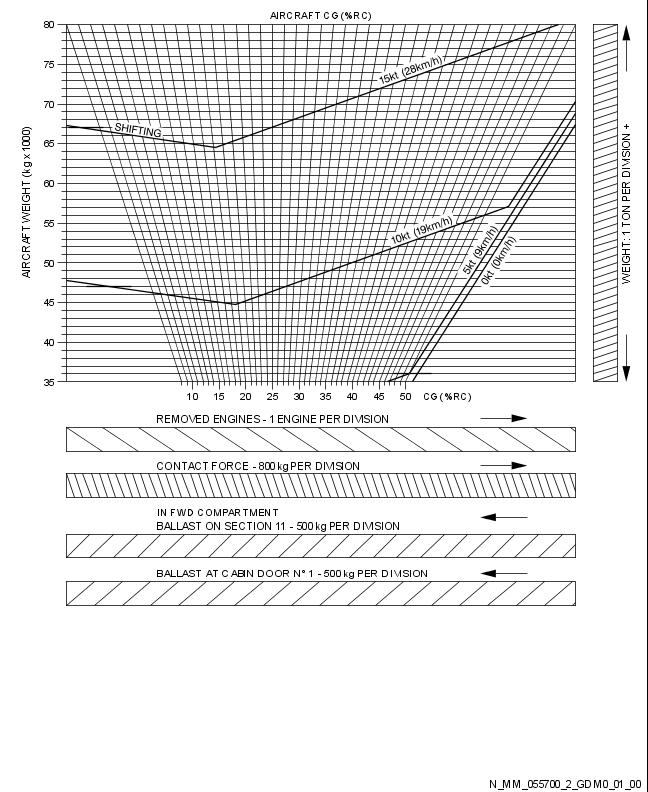 AIRCRAFT CG (%RC)
80
75
70
65
60
55
50
45
40
35
AIRCRAFT WEIGHT (kg x 1000)
SHIFTING
15kt (28km/h)
10kt (19km/h)
5kt (9km/h)
0kt (0km/h)
WEIGHT: 1 TON PER DIVISION +
10 15 20 25 30 35 40 45 50 CG (%RC)
REMOVED ENGINES - 1 ENGINE PER DIVISION
CONTACT FORCE - 800 kg PER DIVISION
IN FWD COMPARTMENT
BALLAST ON SECTION 11 - 500 kg PER DIVISION
BALLAST AT CABIN DOOR N° 1 - 500 kg PER DIVISION
N_MM_055700_2_GDM0_01_00